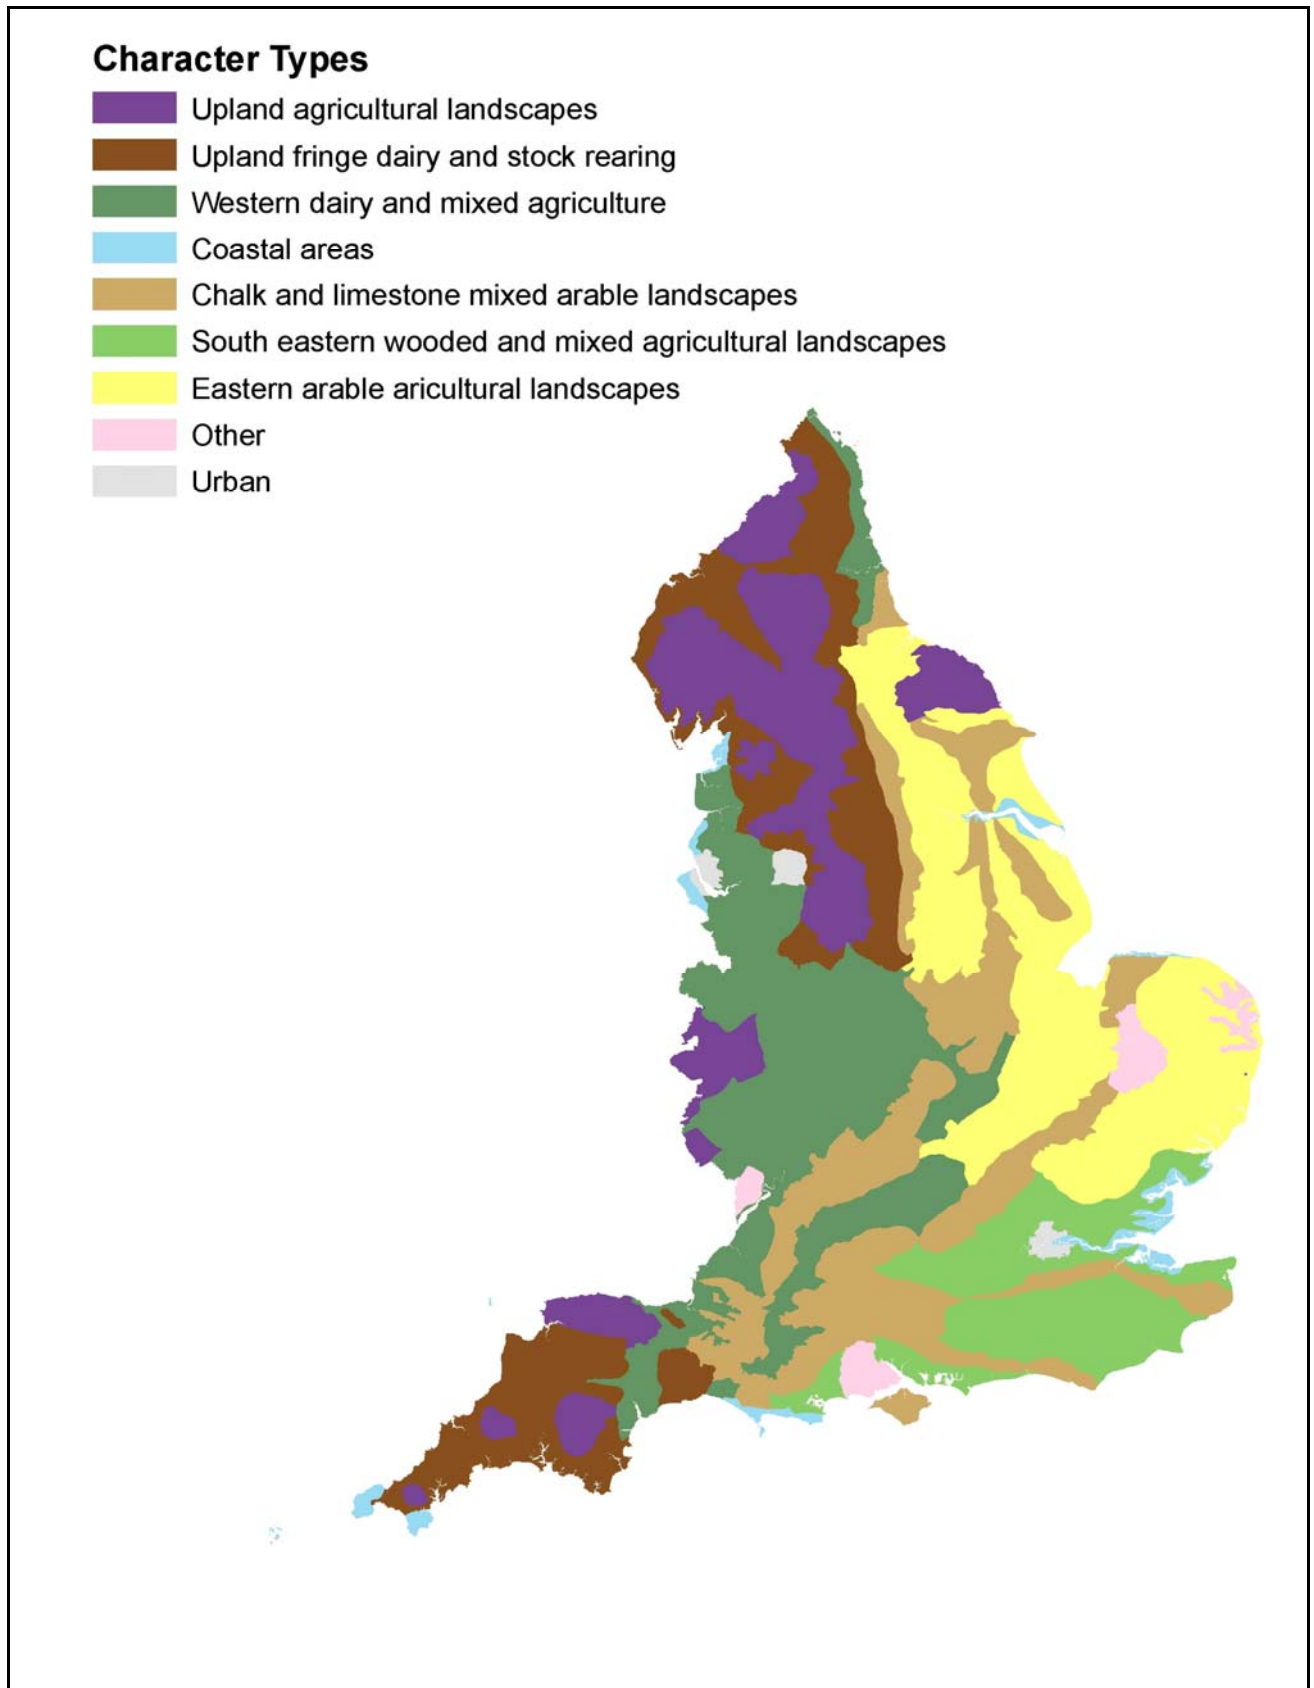 Character Types
Upland agricultural landscapes
Upland fringe dairy and stock rearing
Western dairy and mixed agriculture
Coastal areas
Chalk and limestone mixed arable landscapes
South eastern wooded and mixed agricultural landscapes
Eastern arable aricultural landscapes
Other
Urban